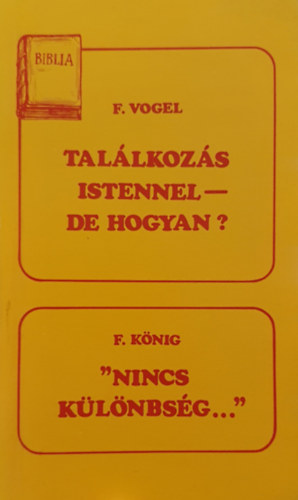 BIBLIA
F. VOGEL
TALÁLKOZÁS
ISTENNEL—
DE HOGYAN?
F. KÖNIG
”NINCS
KÜLÖNBSÉG...”